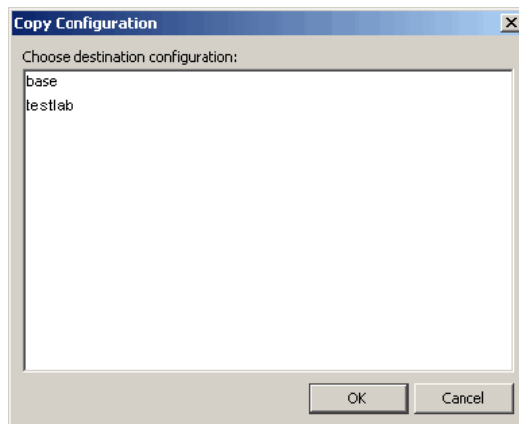 Copy Configuration
Choose destination configuration:
base
testlab
OK Cancel